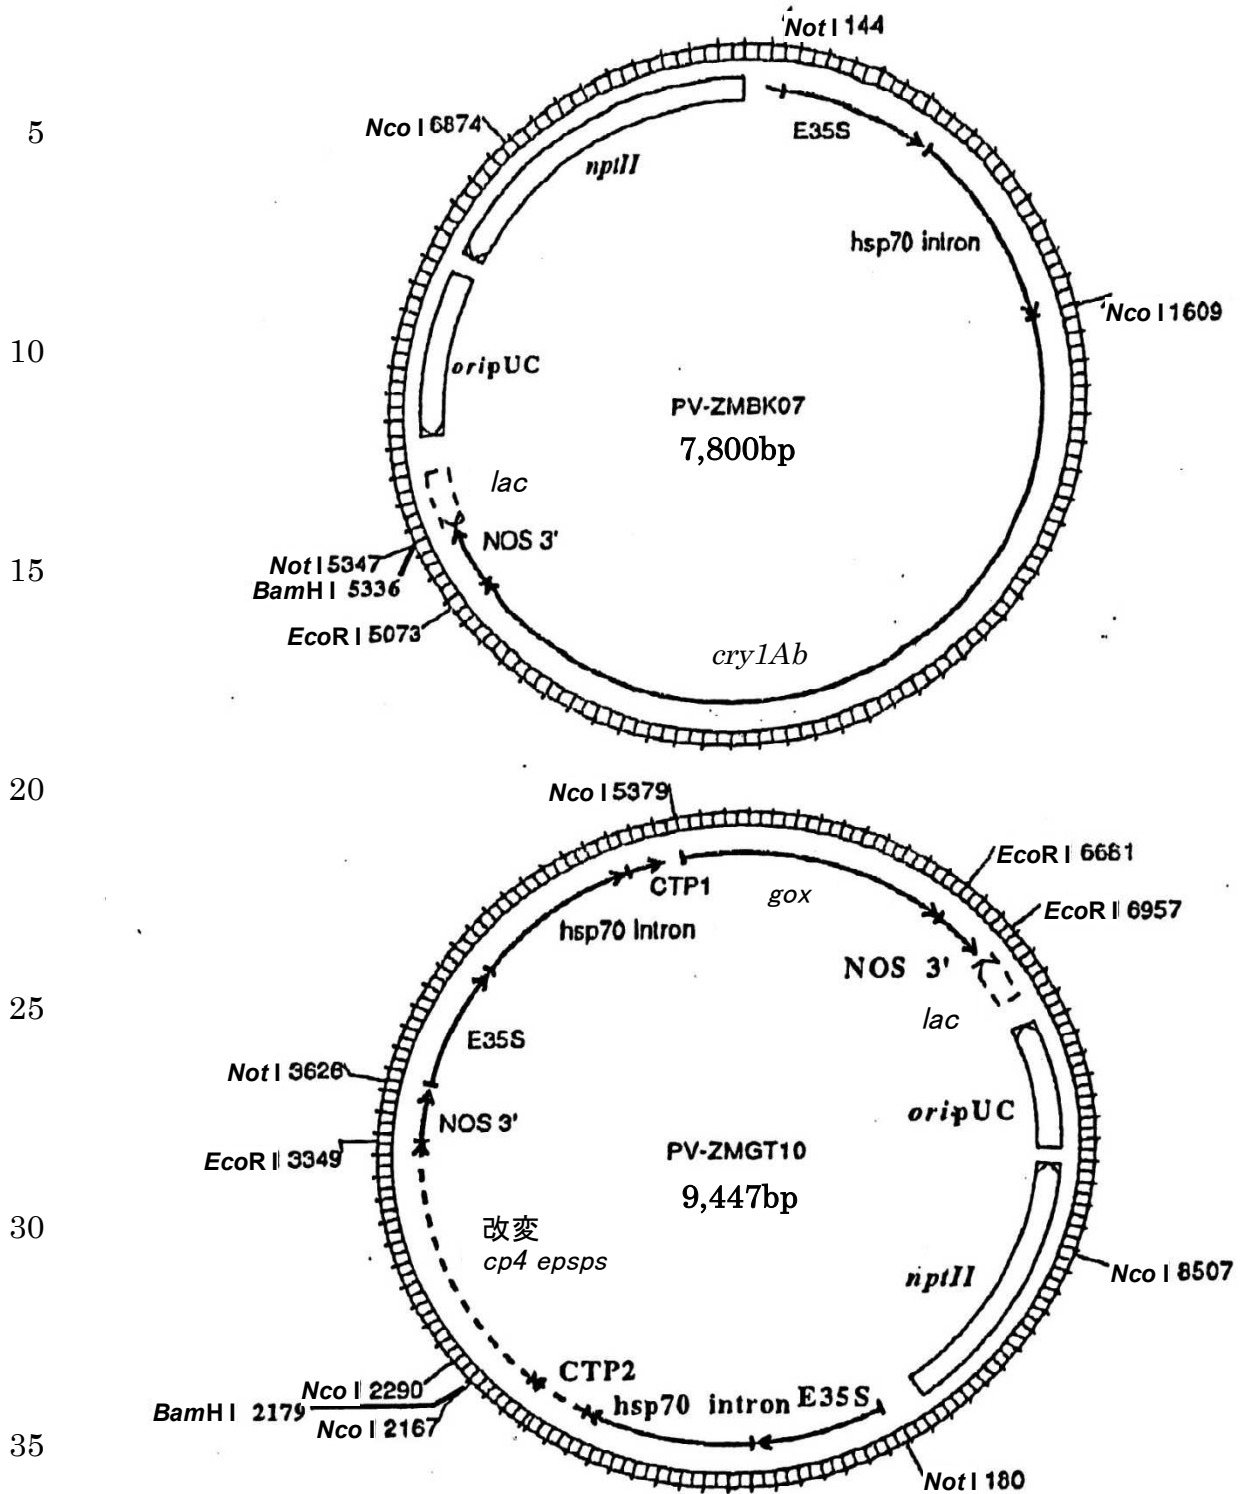 Not I 144
5
Nco I 6874
E35S
nptII
hsp70 intron
Nco I 1609
10
oripUC
PV-ZMBK07
7,800bp
lac
NOS 3'
Not I 5347
15
BamH I 5336
EcoR I 5073
cry1Ab
20
Nco I 5379
EcoR I 6681
CTP1
gox
EcoR I 6957
hsp70 intron
NOS 3'
25
lac
E35S
Not I 3626
oripUC
NOS 3'
PV-ZMGT10
EcoR I 3349
9,447bp
30
改変
cp4 epsps
nptII
Nco I 8507
CTP2
Nco I 2290
hsp70 intron E35S
BamH I 2179
Nco I 2167
35
Not I 180